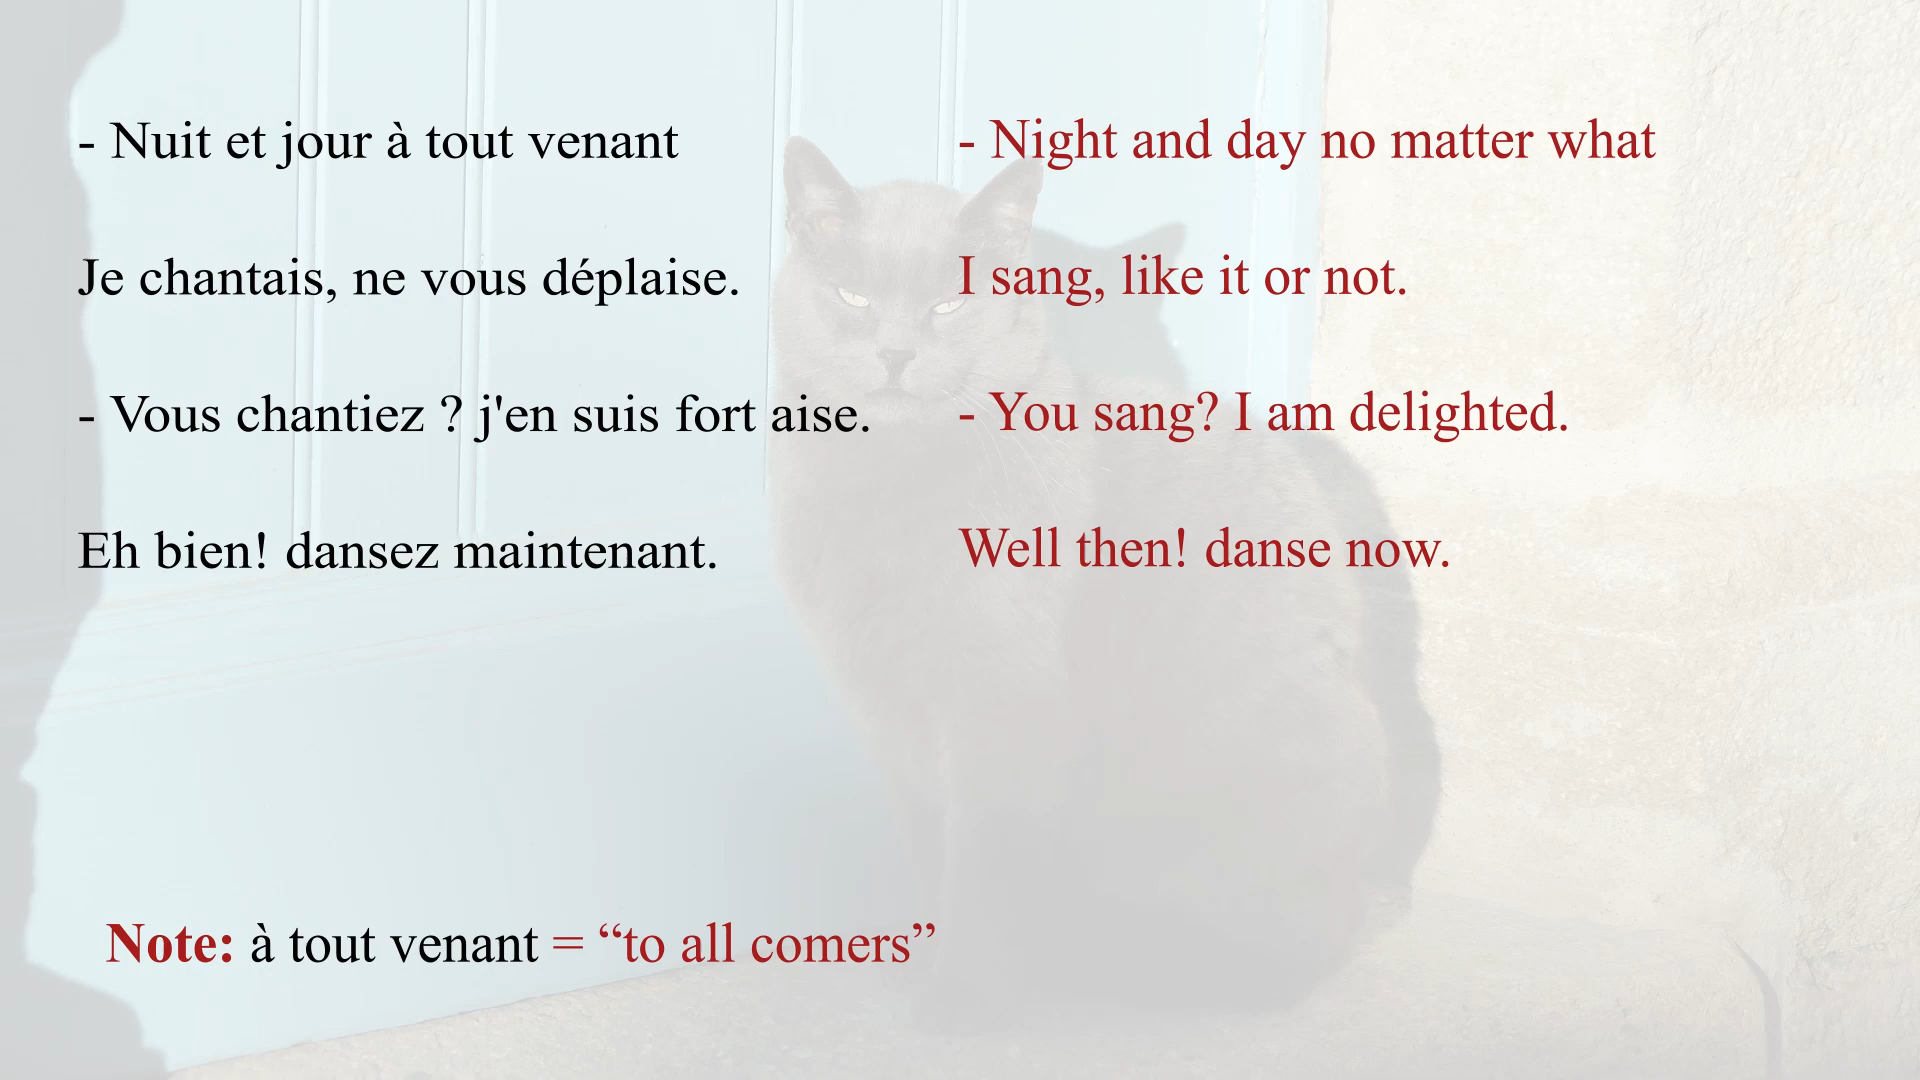 - Nuit et jour à tout venant
Je chantais, ne vous déplaise.
- Vous chantiez ? j'en suis fort aise.
Eh bien! dansez maintenant.
- Night and day no matter what
I sang, like it or not.
- You sang? I am delighted.
Well then! danse now.
Note: à tout venant = “to all comers”